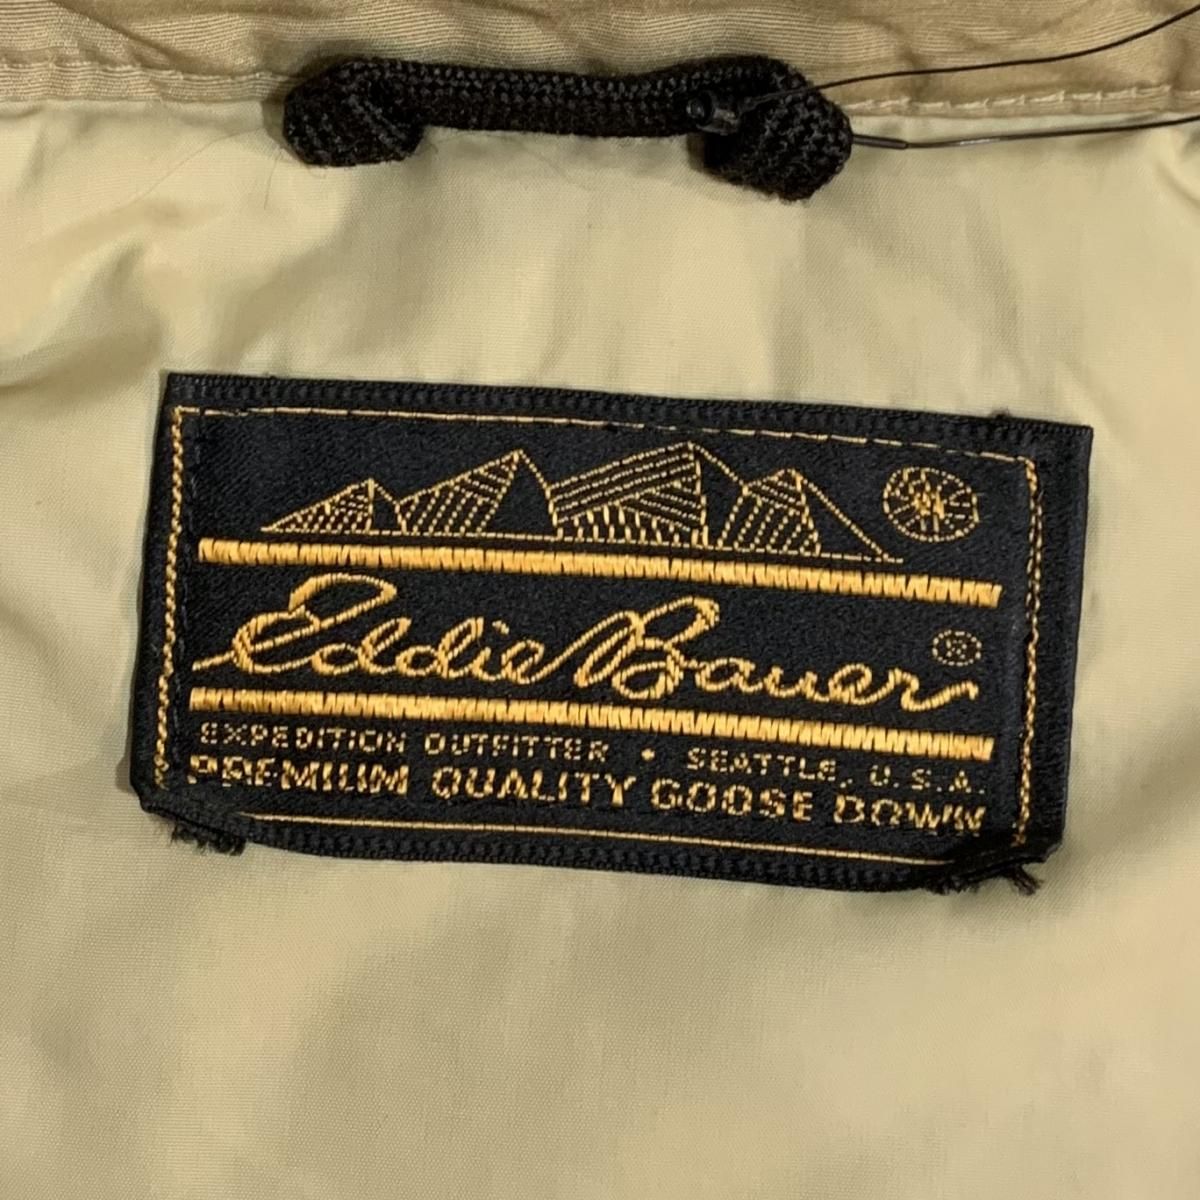 Eddie Bauer ®
EXPEDITION OUTFITTER • SEATTLE, U.S.A.
PREMIUM QUALITY GOOSE DOWN